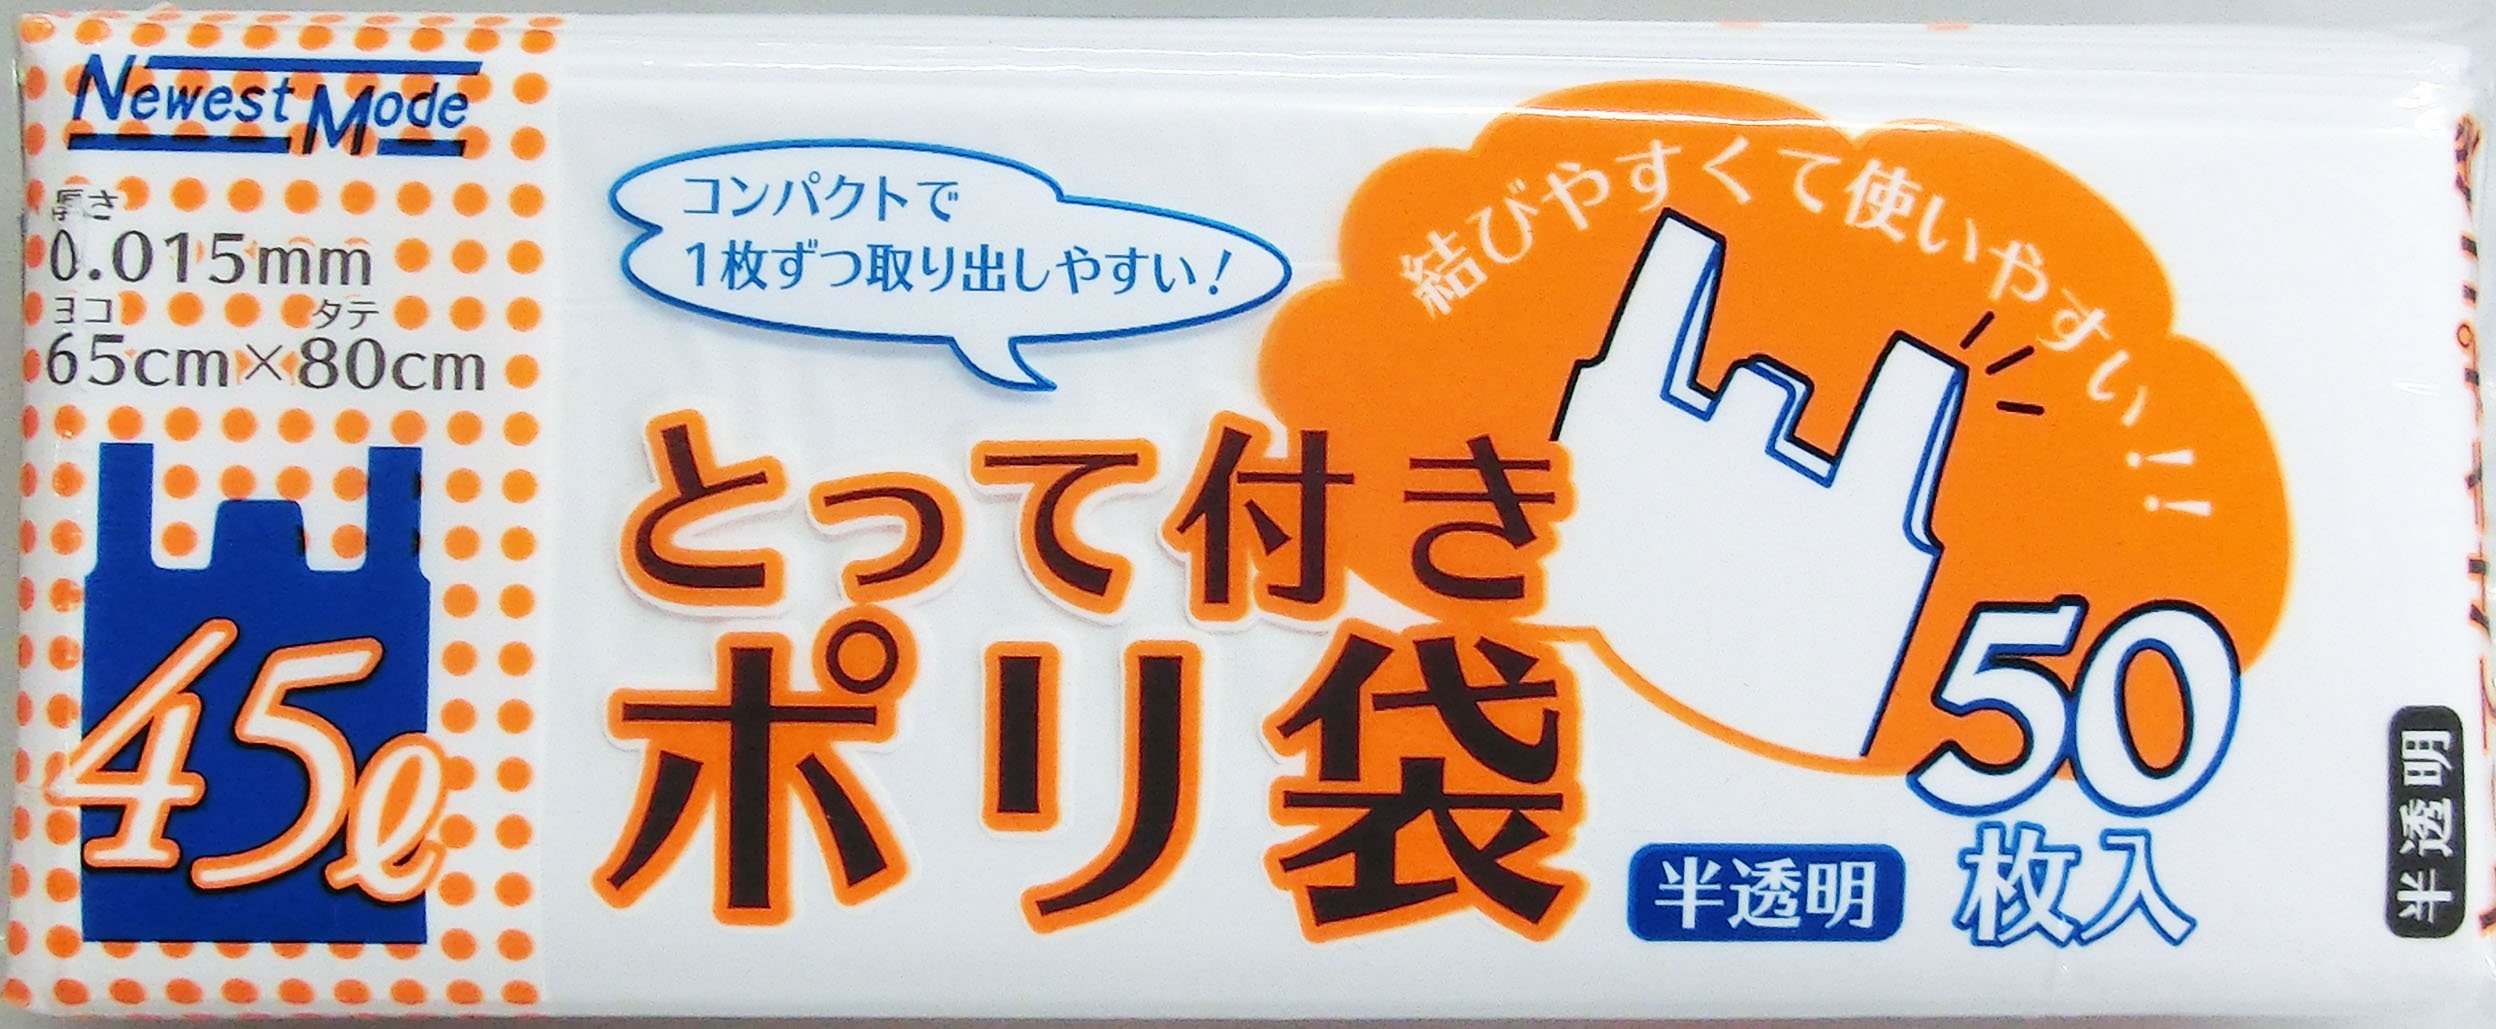 Newest Mode
厚さ
0.015mm
ヨコ タテ
65cm×80cm
45ℓ
コンパクトで
1枚ずつ取り出しやすい!
結びやすくて使いやすい!!
とって付き
ポリ袋
半透明
50
枚入
半透明